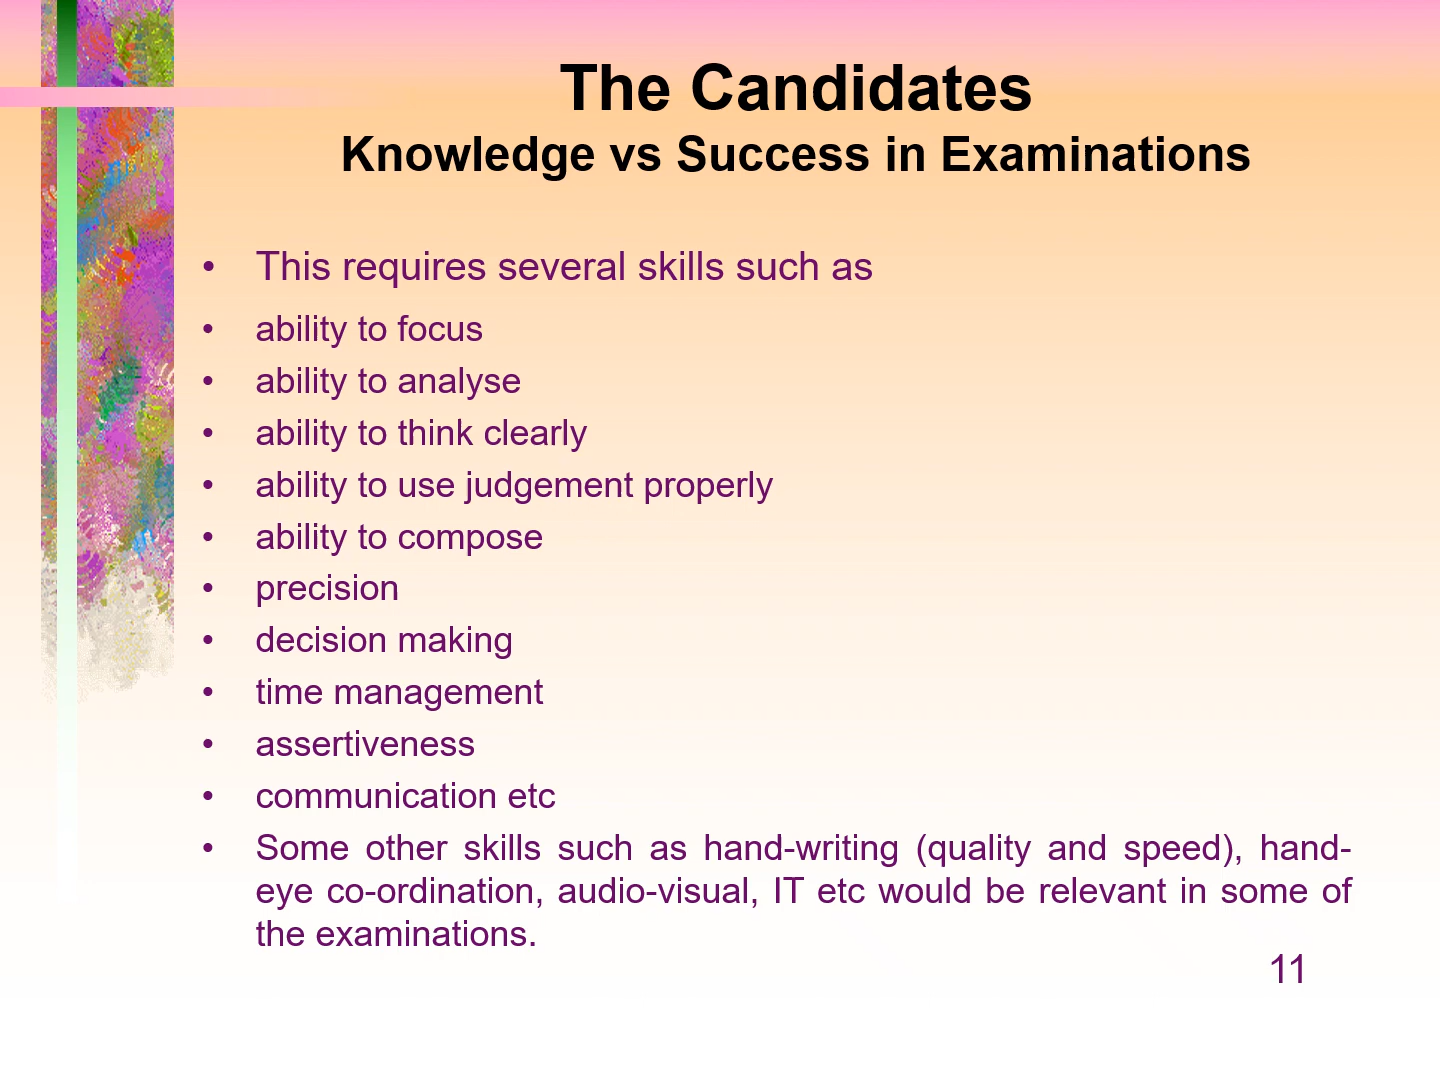 The Candidates
Knowledge vs Success in Examinations
• This requires several skills such as
• ability to focus
• ability to analyse
• ability to think clearly
• ability to use judgement properly
• ability to compose
• precision
• decision making
• time management
• assertiveness
• communication etc
• Some other skills such as hand-writing (quality and speed), hand-
eye co-ordination, audio-visual, IT etc would be relevant in some of
the examinations.
11